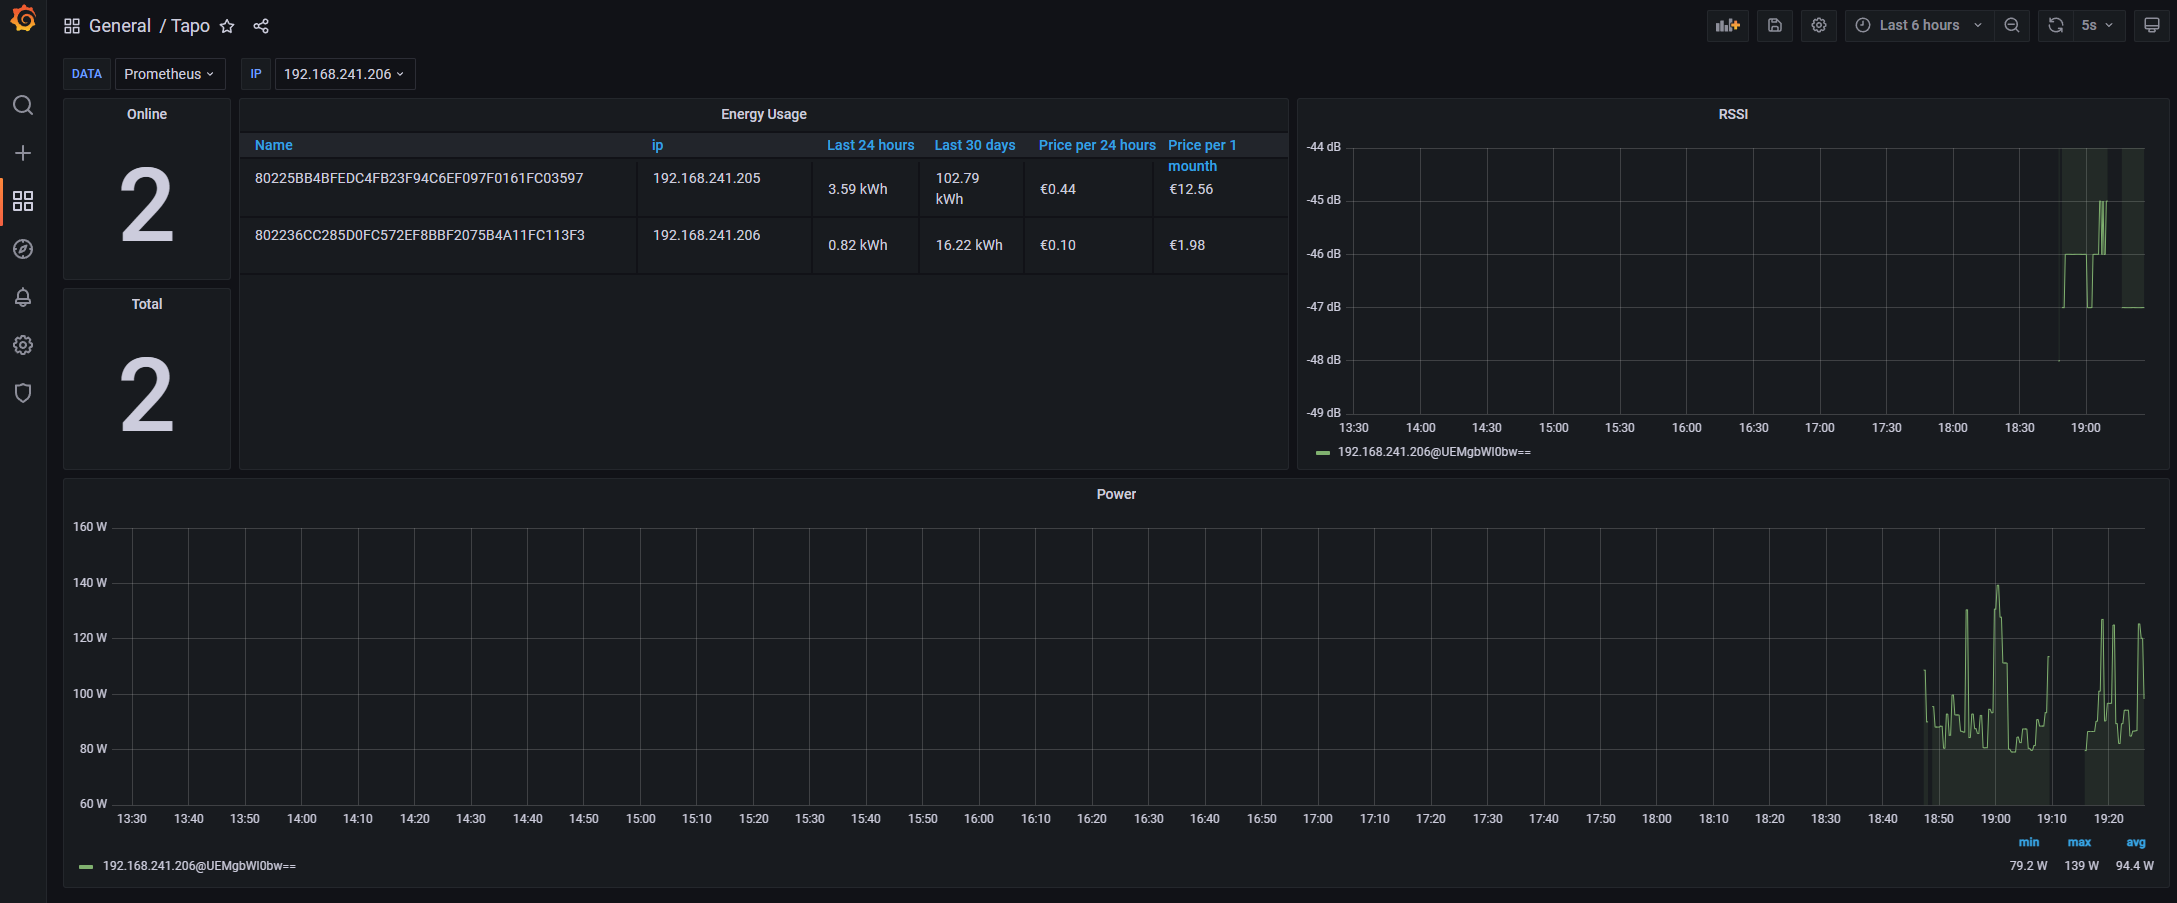 General / Tapo
Last 6 hours
5s
DATA
Prometheus
IP
192.168.241.206
Online
2
Total
2
Energy Usage
Name ip Last 24 hours Last 30 days Price per 24 hours Price per 1
mounth
80225BB4BFEDC4FB23F94C6EF097F0161FC03597 192.168.241.205 3.59 kWh 102.79
kWh €0.44 €12.56
802236CC285D0FC572EF8BBF2075B4A11FC113F3 192.168.241.206 0.82 kWh 16.22 kWh €0.10 €1.98
RSSI
-44 dB
-45 dB
-46 dB
-47 dB
-48 dB
-49 dB
13:30 14:00 14:30 15:00 15:30 16:00 16:30 17:00 17:30 18:00 18:30 19:00
192.168.241.206@UEMgbWl0bw==
Power
160 W
140 W
120 W
100 W
80 W
60 W
13:30 13:40 13:50 14:00 14:10 14:20 14:30 14:40 14:50 15:00 15:10 15:20 15:30 15:40 15:50 16:00 16:10 16:20 16:30 16:40 16:50 17:00 17:10 17:20 17:30 17:40 17:50 18:00 18:10 18:20 18:30 18:40 18:50 19:00 19:10 19:20
min max avg
192.168.241.206@UEMgbWl0bw== 79.2 W 139 W 94.4 W